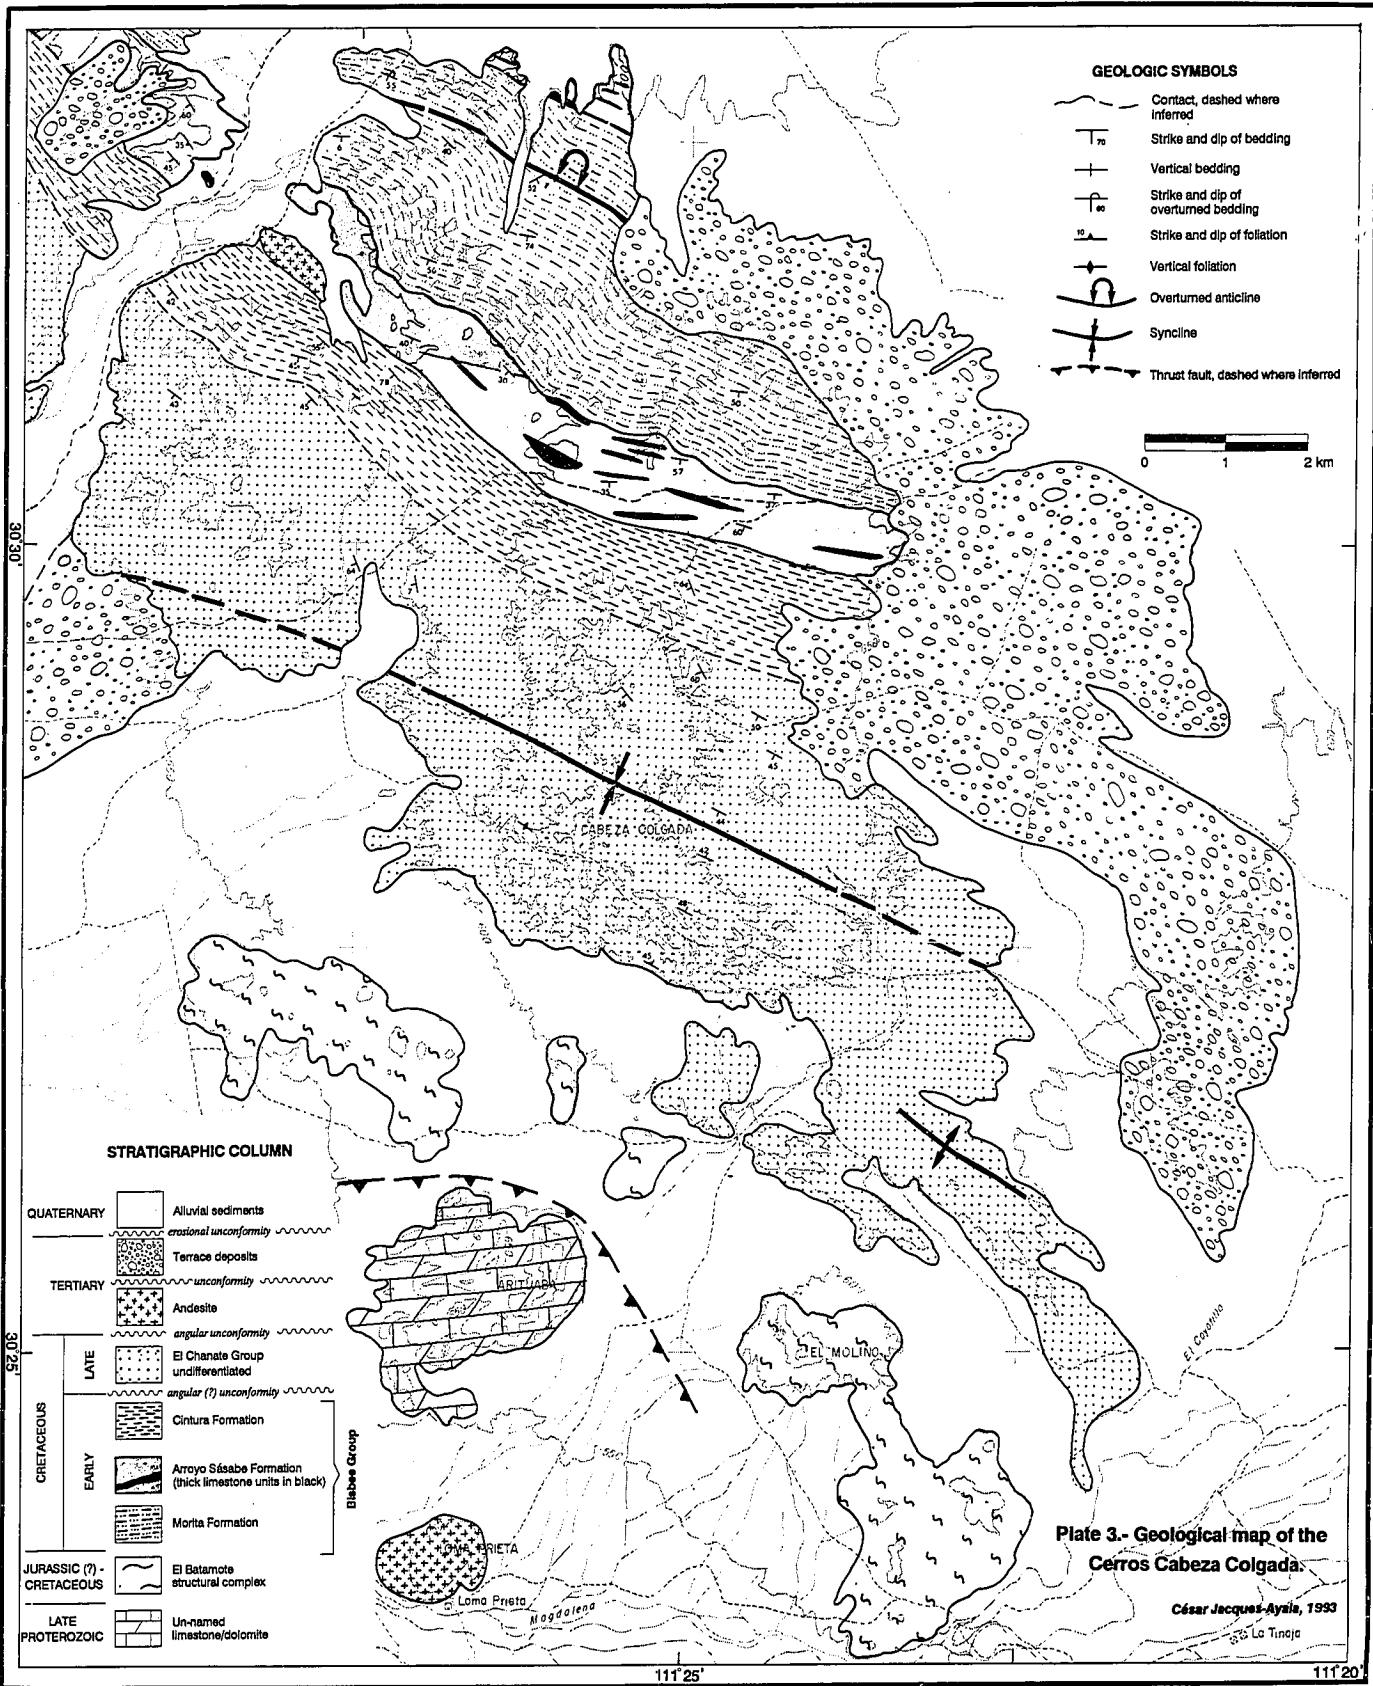 GEOLOGIC SYMBOLS
Contact, dashed where
inferred
70
Strike and dip of bedding
Vertical bedding
60
Strike and dip of
overturned bedding
Strike and dip of foliation
Vertical foliation
Overturned anticline
Syncline
Thrust fault, dashed where inferred
0 1 2 km
30°30'
CABEZA COLGADA
STRATIGRAPHIC COLUMN
QUATERNARY
Alluvial sediments
erosional unconformity
Terrace deposits
TERTIARY
unconformity
Andesite
angular unconformity
CRETACEOUS
LATE
El Chanate Group
undifferentiated
angular (?) unconformity
EARLY
Cintura Formation
Arroyo Sásabe Formation
(thick limestone units in black)
Morita Formation
Bisbee Group
JURASSIC (?) -
CRETACEOUS
El Batamote
structural complex
LATE
PROTEROZOIC
Un-named
limestone/dolomite
30°25'
ARITUABA
EL MOLINO
El Coyotillo
LOMA PRIETA
Loma Prieta
Magdalena
Plate 3.- Geological map of the
Cerros Cabeza Colgada.
César Jacques-Ayala, 1993
La Tinaja
111°25'
111°20'